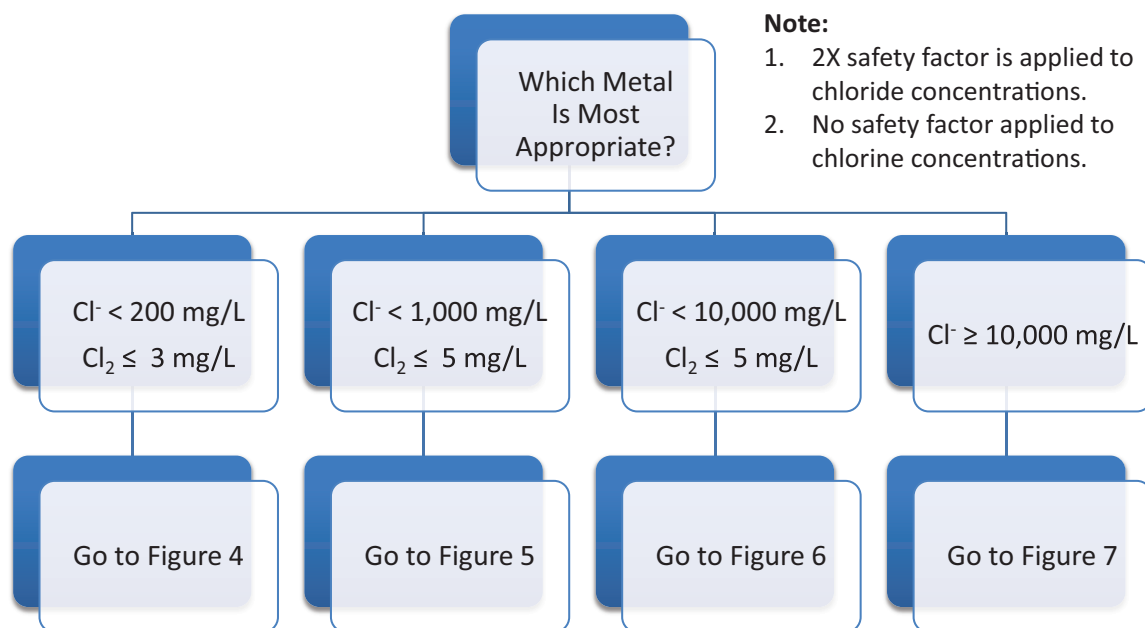 Which Metal
Is Most
Appropriate?
Note:
1. 2X safety factor is applied to
chloride concentrations.
2. No safety factor applied to
chlorine concentrations.
Cl⁻ < 200 mg/L
Cl₂ ≤ 3 mg/L
Cl⁻ < 1,000 mg/L
Cl₂ ≤ 5 mg/L
Cl⁻ < 10,000 mg/L
Cl₂ ≤ 5 mg/L
Cl⁻ ≥ 10,000 mg/L
Go to Figure 4
Go to Figure 5
Go to Figure 6
Go to Figure 7